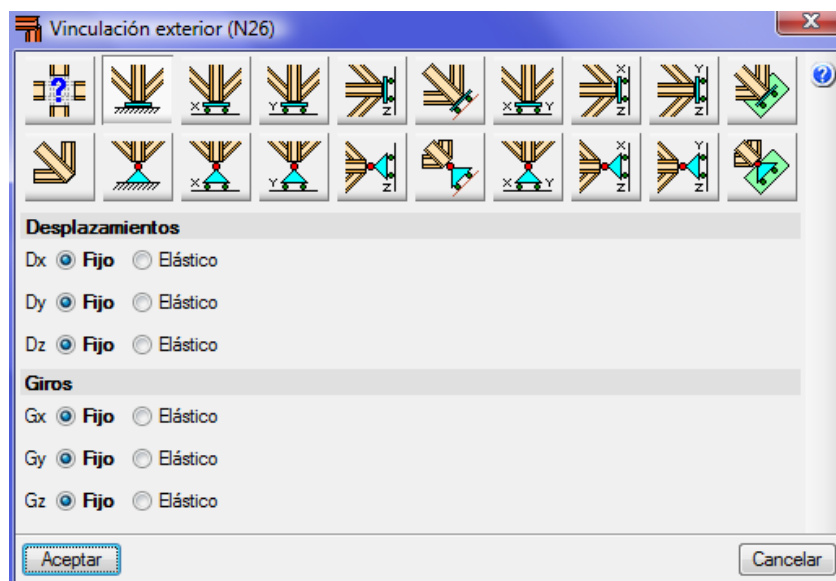 Vinculación exterior (N26)
?
X
Y
Z
X Y
X
Z
Y
Z
X
Y
Z
X Y
X
Z
Y
Z
Desplazamientos
Dx Fijo Elástico
Dy Fijo Elástico
Dz Fijo Elástico
Giros
Gx Fijo Elástico
Gy Fijo Elástico
Gz Fijo Elástico
Aceptar Cancelar